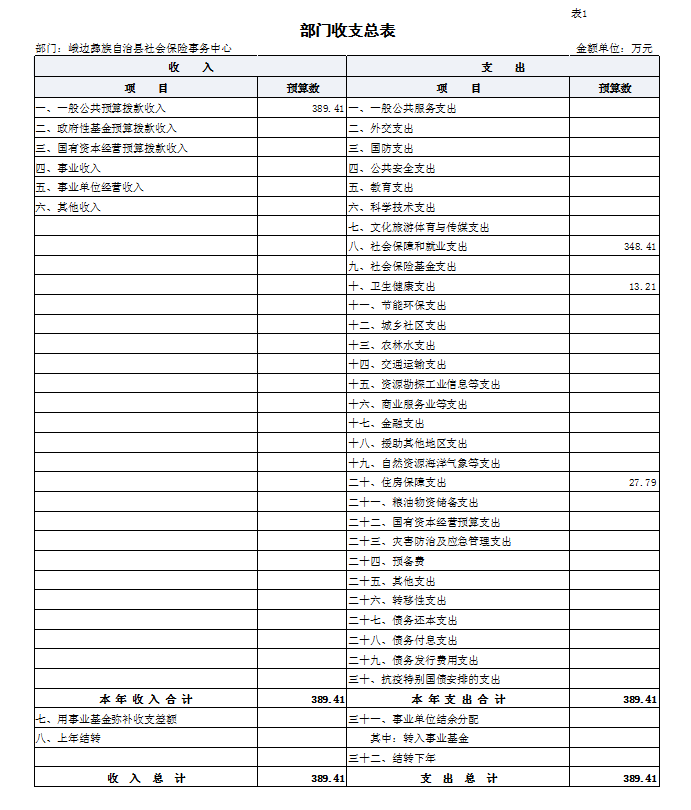 表1
部门收支总表
部门：峨边彝族自治县社会保险事务中心 金额单位：万元
收 入 支 出
项 目 预算数 项 目 预算数
一、一般公共预算拨款收入 389.41 一、一般公共服务支出
二、政府性基金预算拨款收入 二、外交支出
三、国有资本经营预算拨款收入 三、国防支出
四、事业收入 四、公共安全支出
五、事业单位经营收入 五、教育支出
六、其他收入 六、科学技术支出
七、文化旅游体育与传媒支出
八、社会保障和就业支出 348.41
九、社会保险基金支出
十、卫生健康支出 13.21
十一、节能环保支出
十二、城乡社区支出
十三、农林水支出
十四、交通运输支出
十五、资源勘探工业信息等支出
十六、商业服务业等支出
十七、金融支出
十八、援助其他地区支出
十九、自然资源海洋气象等支出
二十、住房保障支出 27.79
二十一、粮油物资储备支出
二十二、国有资本经营预算支出
二十三、灾害防治及应急管理支出
二十四、预备费
二十五、其他支出
二十六、转移性支出
二十七、债务还本支出
二十八、债务付息支出
二十九、债务发行费用支出
三十、抗疫特别国债安排的支出
本 年 收 入 合 计 389.41 本 年 支 出 合 计 389.41
七、用事业基金弥补收支差额 三十一、事业单位结余分配
八、上年结转 其中：转入事业基金
三十二、结转下年
收 入 总 计 389.41 支 出 总 计 389.41